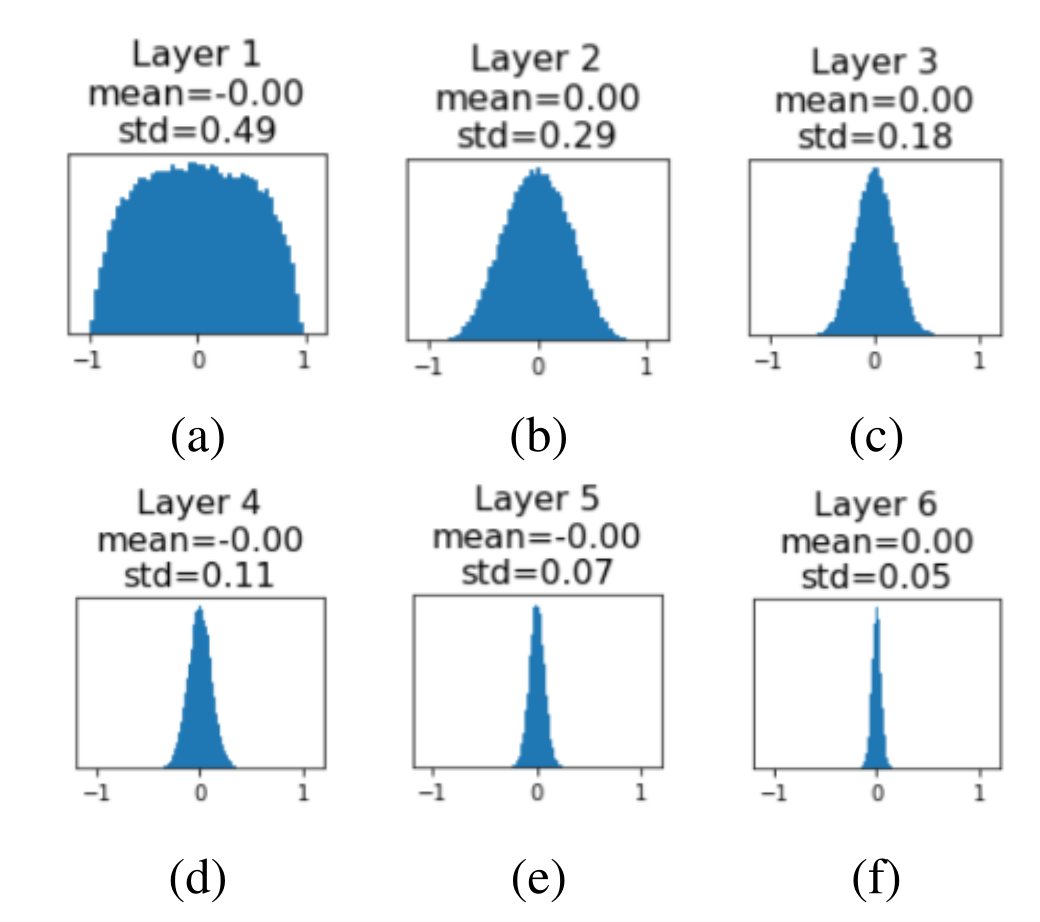 Layer 1
mean=-0.00
std=0.49
−1 0 1
(a)
Layer 2
mean=0.00
std=0.29
−1 0 1
(b)
Layer 3
mean=0.00
std=0.18
−1 0 1
(c)
Layer 4
mean=-0.00
std=0.11
−1 0 1
(d)
Layer 5
mean=-0.00
std=0.07
−1 0 1
(e)
Layer 6
mean=0.00
std=0.05
−1 0 1
(f)